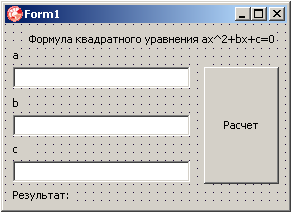 Form1
Формула квадратного уравнения ax^2+bx+c=0
a
b
c
Расчет
Результат: